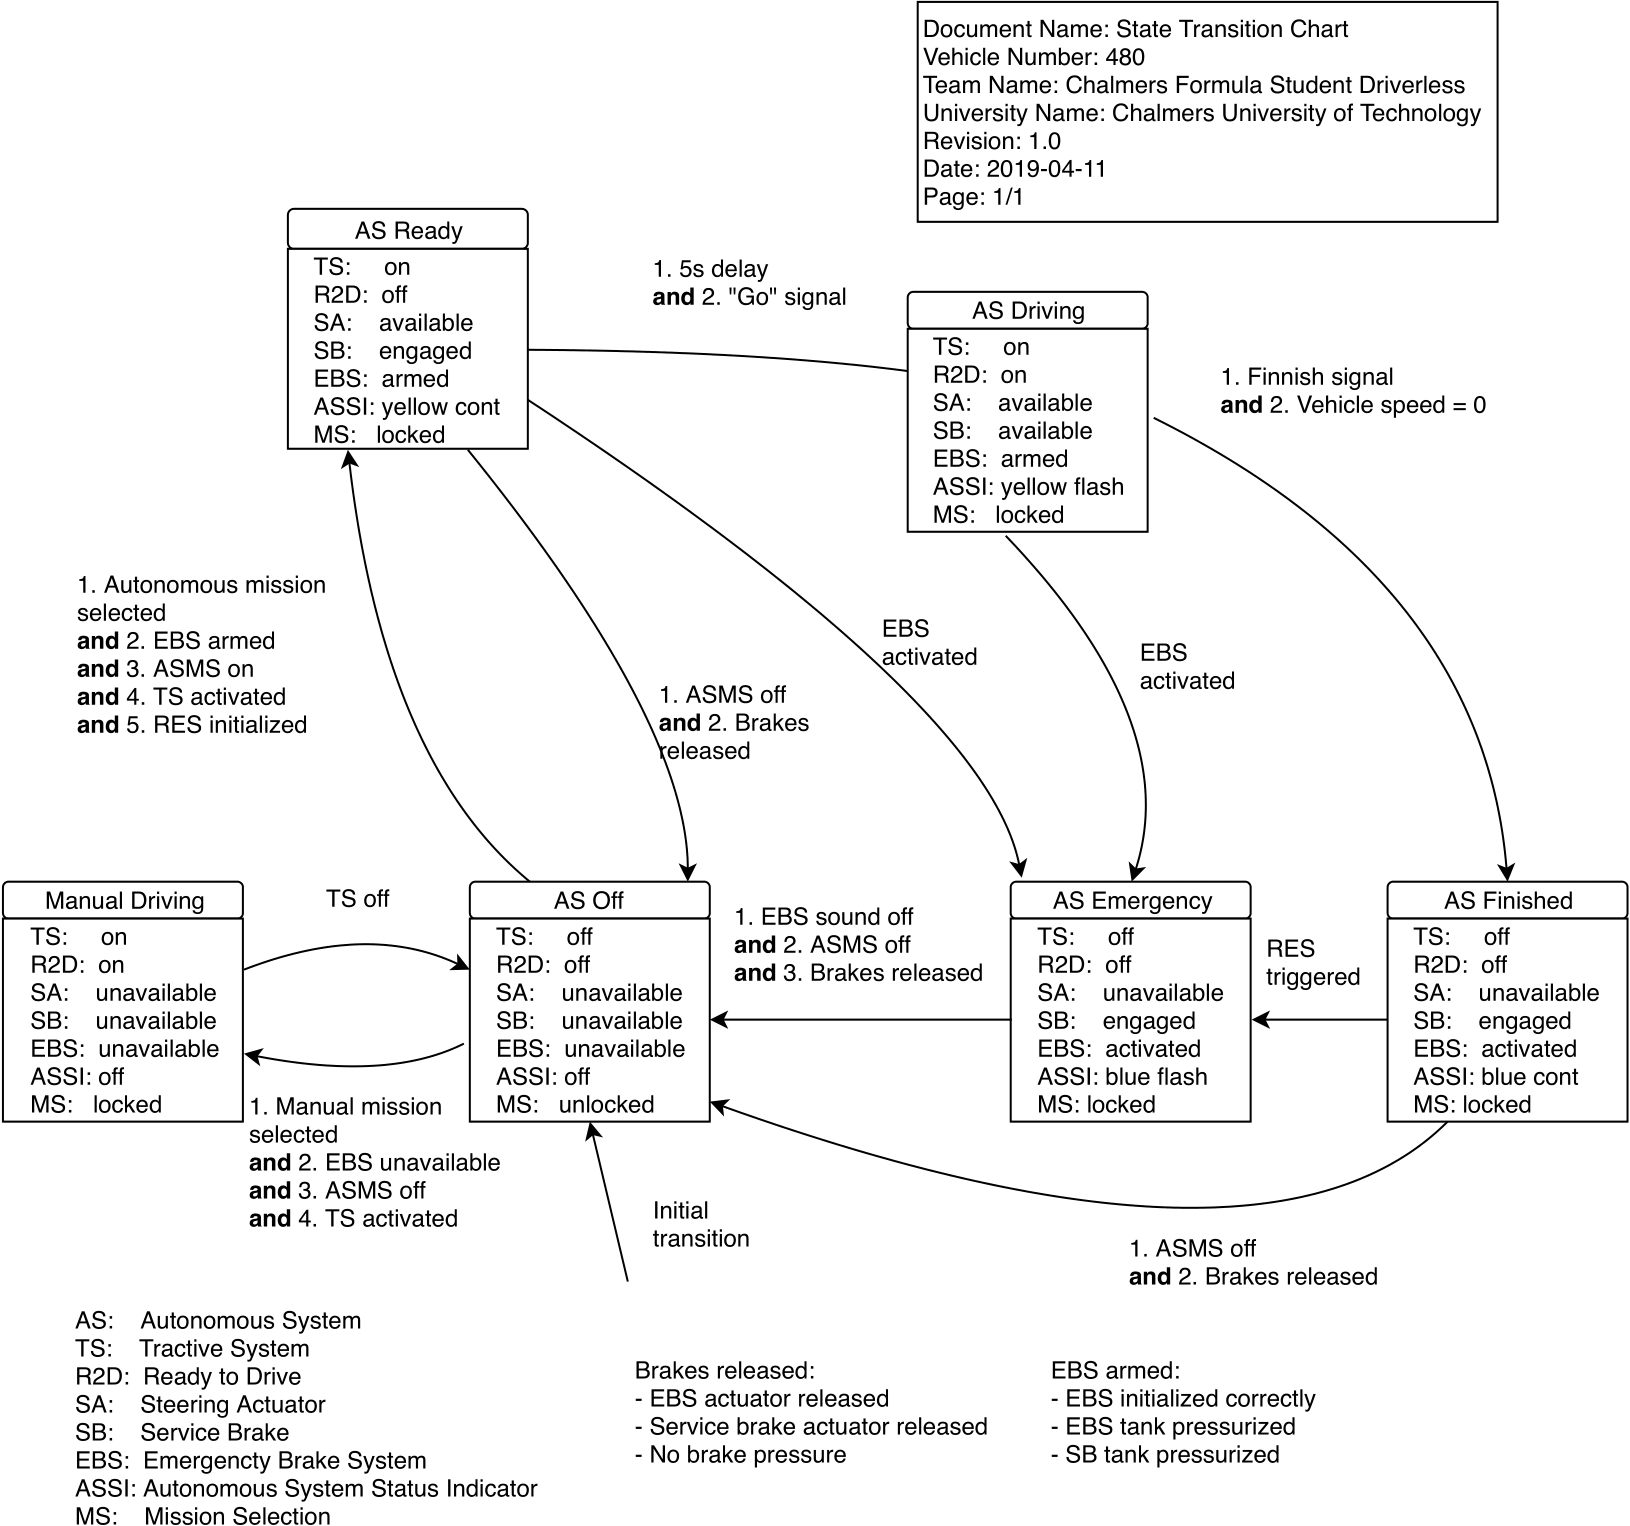 Document Name: State Transition Chart
Vehicle Number: 480
Team Name: Chalmers Formula Student Driverless
University Name: Chalmers University of Technology
Revision: 1.0
Date: 2019-04-11
Page: 1/1
AS Ready
TS: on
R2D: off
SA: available
SB: engaged
EBS: armed
ASSI: yellow cont
MS: locked
1. 5s delay
and 2. "Go" signal
AS Driving
TS: on
R2D: on
SA: available
SB: available
EBS: armed
ASSI: yellow flash
MS: locked
1. Finnish signal
and 2. Vehicle speed = 0
1. Autonomous mission
selected
and 2. EBS armed
and 3. ASMS on
and 4. TS activated
and 5. RES initialized
1. ASMS off
and 2. Brakes
released
EBS
activated
EBS
activated
Manual Driving
TS: on
R2D: on
SA: unavailable
SB: unavailable
EBS: unavailable
ASSI: off
MS: locked
TS off
1. Manual mission
selected
and 2. EBS unavailable
and 3. ASMS off
and 4. TS activated
AS Off
TS: off
R2D: off
SA: unavailable
SB: unavailable
EBS: unavailable
ASSI: off
MS: unlocked
1. EBS sound off
and 2. ASMS off
and 3. Brakes released
AS Emergency
TS: off
R2D: off
SA: unavailable
SB: engaged
EBS: activated
ASSI: blue flash
MS: locked
RES
triggered
AS Finished
TS: off
R2D: off
SA: unavailable
SB: engaged
EBS: activated
ASSI: blue cont
MS: locked
Initial
transition
1. ASMS off
and 2. Brakes released
AS: Autonomous System
TS: Tractive System
R2D: Ready to Drive
SA: Steering Actuator
SB: Service Brake
EBS: Emergencty Brake System
ASSI: Autonomous System Status Indicator
MS: Mission Selection
Brakes released:
- EBS actuator released
- Service brake actuator released
- No brake pressure
EBS armed:
- EBS initialized correctly
- EBS tank pressurized
- SB tank pressurized